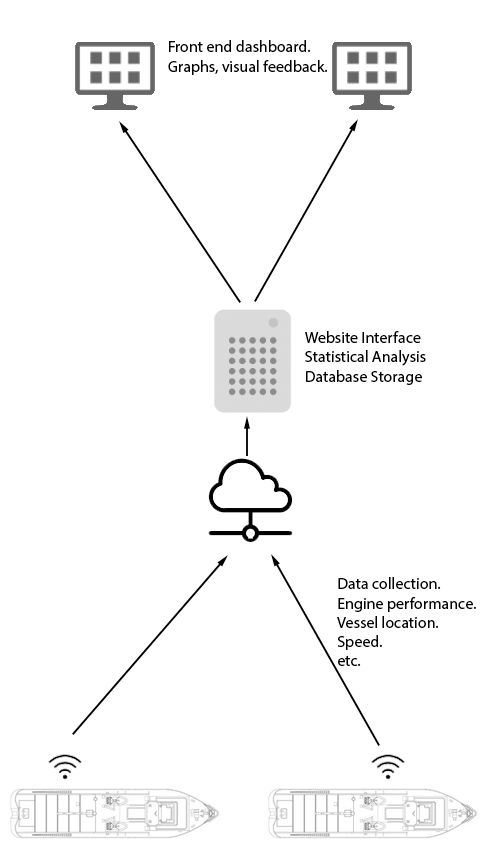 Front end dashboard.
Graphs, visual feedback.
Website Interface
Statistical Analysis
Database Storage
Data collection.
Engine performance.
Vessel location.
Speed.
etc.